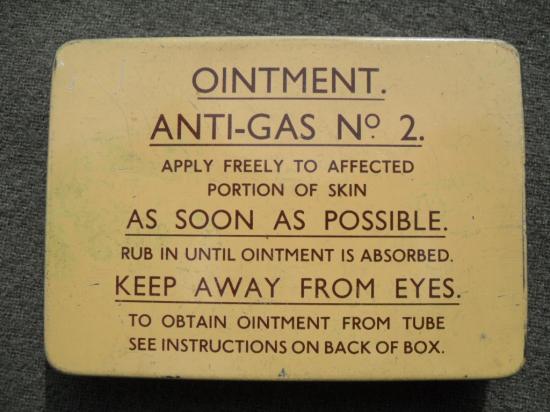 OINTMENT.
ANTI-GAS Nº 2.
APPLY FREELY TO AFFECTED
PORTION OF SKIN
AS SOON AS POSSIBLE.
RUB IN UNTIL OINTMENT IS ABSORBED.
KEEP AWAY FROM EYES.
TO OBTAIN OINTMENT FROM TUBE
SEE INSTRUCTIONS ON BACK OF BOX.